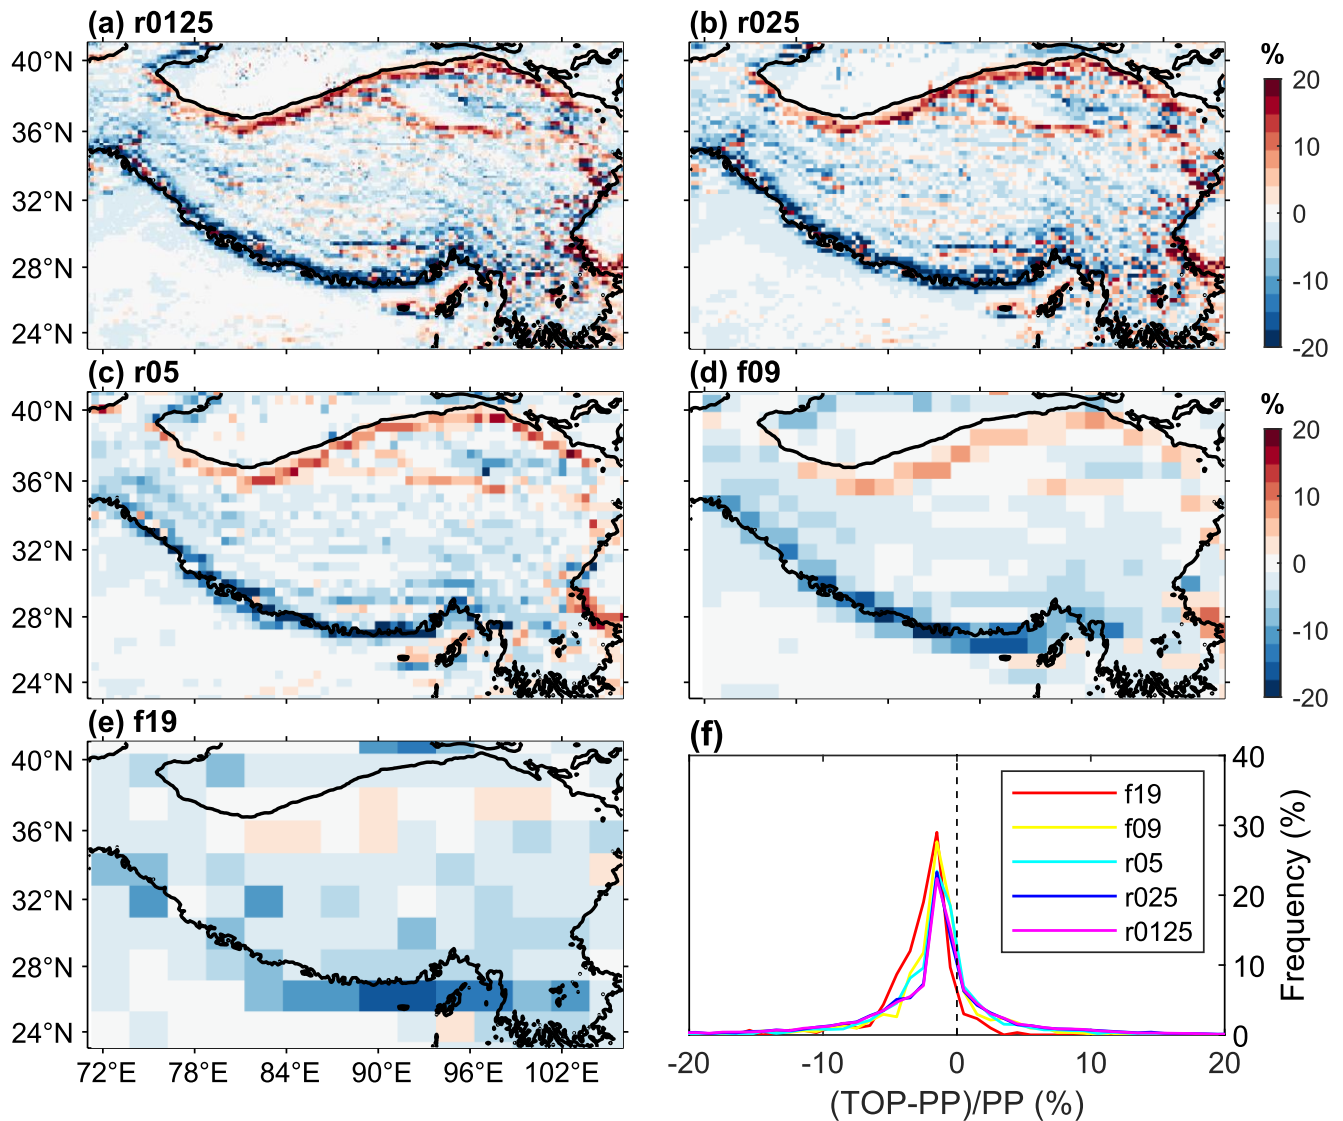 (a) r0125
(b) r025
40°N
36°N
32°N
28°N
24°N
%
20
10
0
-10
-20
(c) r05
(d) f09
40°N
36°N
32°N
28°N
24°N
%
20
10
0
-10
-20
(e) f19
(f)
40°N
36°N
32°N
28°N
24°N
72°E 78°E 84°E 90°E 96°E 102°E
f19
f09
r05
r025
r0125
40
30
20
10
0
Frequency (%)
-20 -10 0 10 20
(TOP-PP)/PP (%)